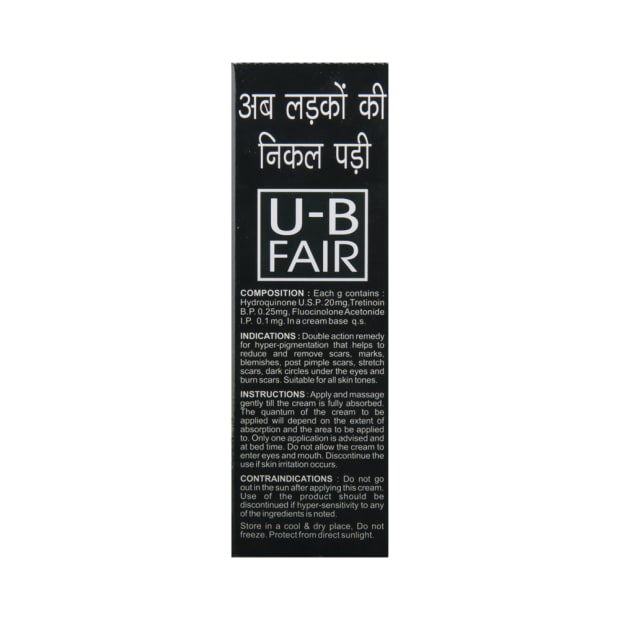 अब लड़कों की
निकल पड़ी
U-B
FAIR
COMPOSITION : Each g contains :
Hydroquinone U.S.P. 20mg, Tretinoin
B.P. 0.25mg, Fluocinolone Acetonide
I.P. 0.1 mg. In a cream base q.s.
INDICATIONS : Double action remedy
for hyper-pigmentation that helps to
reduce and remove scars, marks,
blemishes, post pimple scars, stretch
scars, dark circles under the eyes and
burn scars. Suitable for all skin tones.
INSTRUCTIONS : Apply and massage
gently till the cream is fully absorbed.
The quantum of the cream to be
applied will depend on the extent of
absorption and the area to be applied
to. Only one application is advised and
at bed time. Do not allow the cream to
enter eyes and mouth. Discontinue the
use if skin irritation occurs.
CONTRAINDICATIONS : Do not go
out in the sun after applying this cream.
Use of the product should be
discontinued if hyper-sensitivity to any
of the ingredients is noted.
Store in a cool & dry place, Do not
freeze. Protect from direct sunlight.